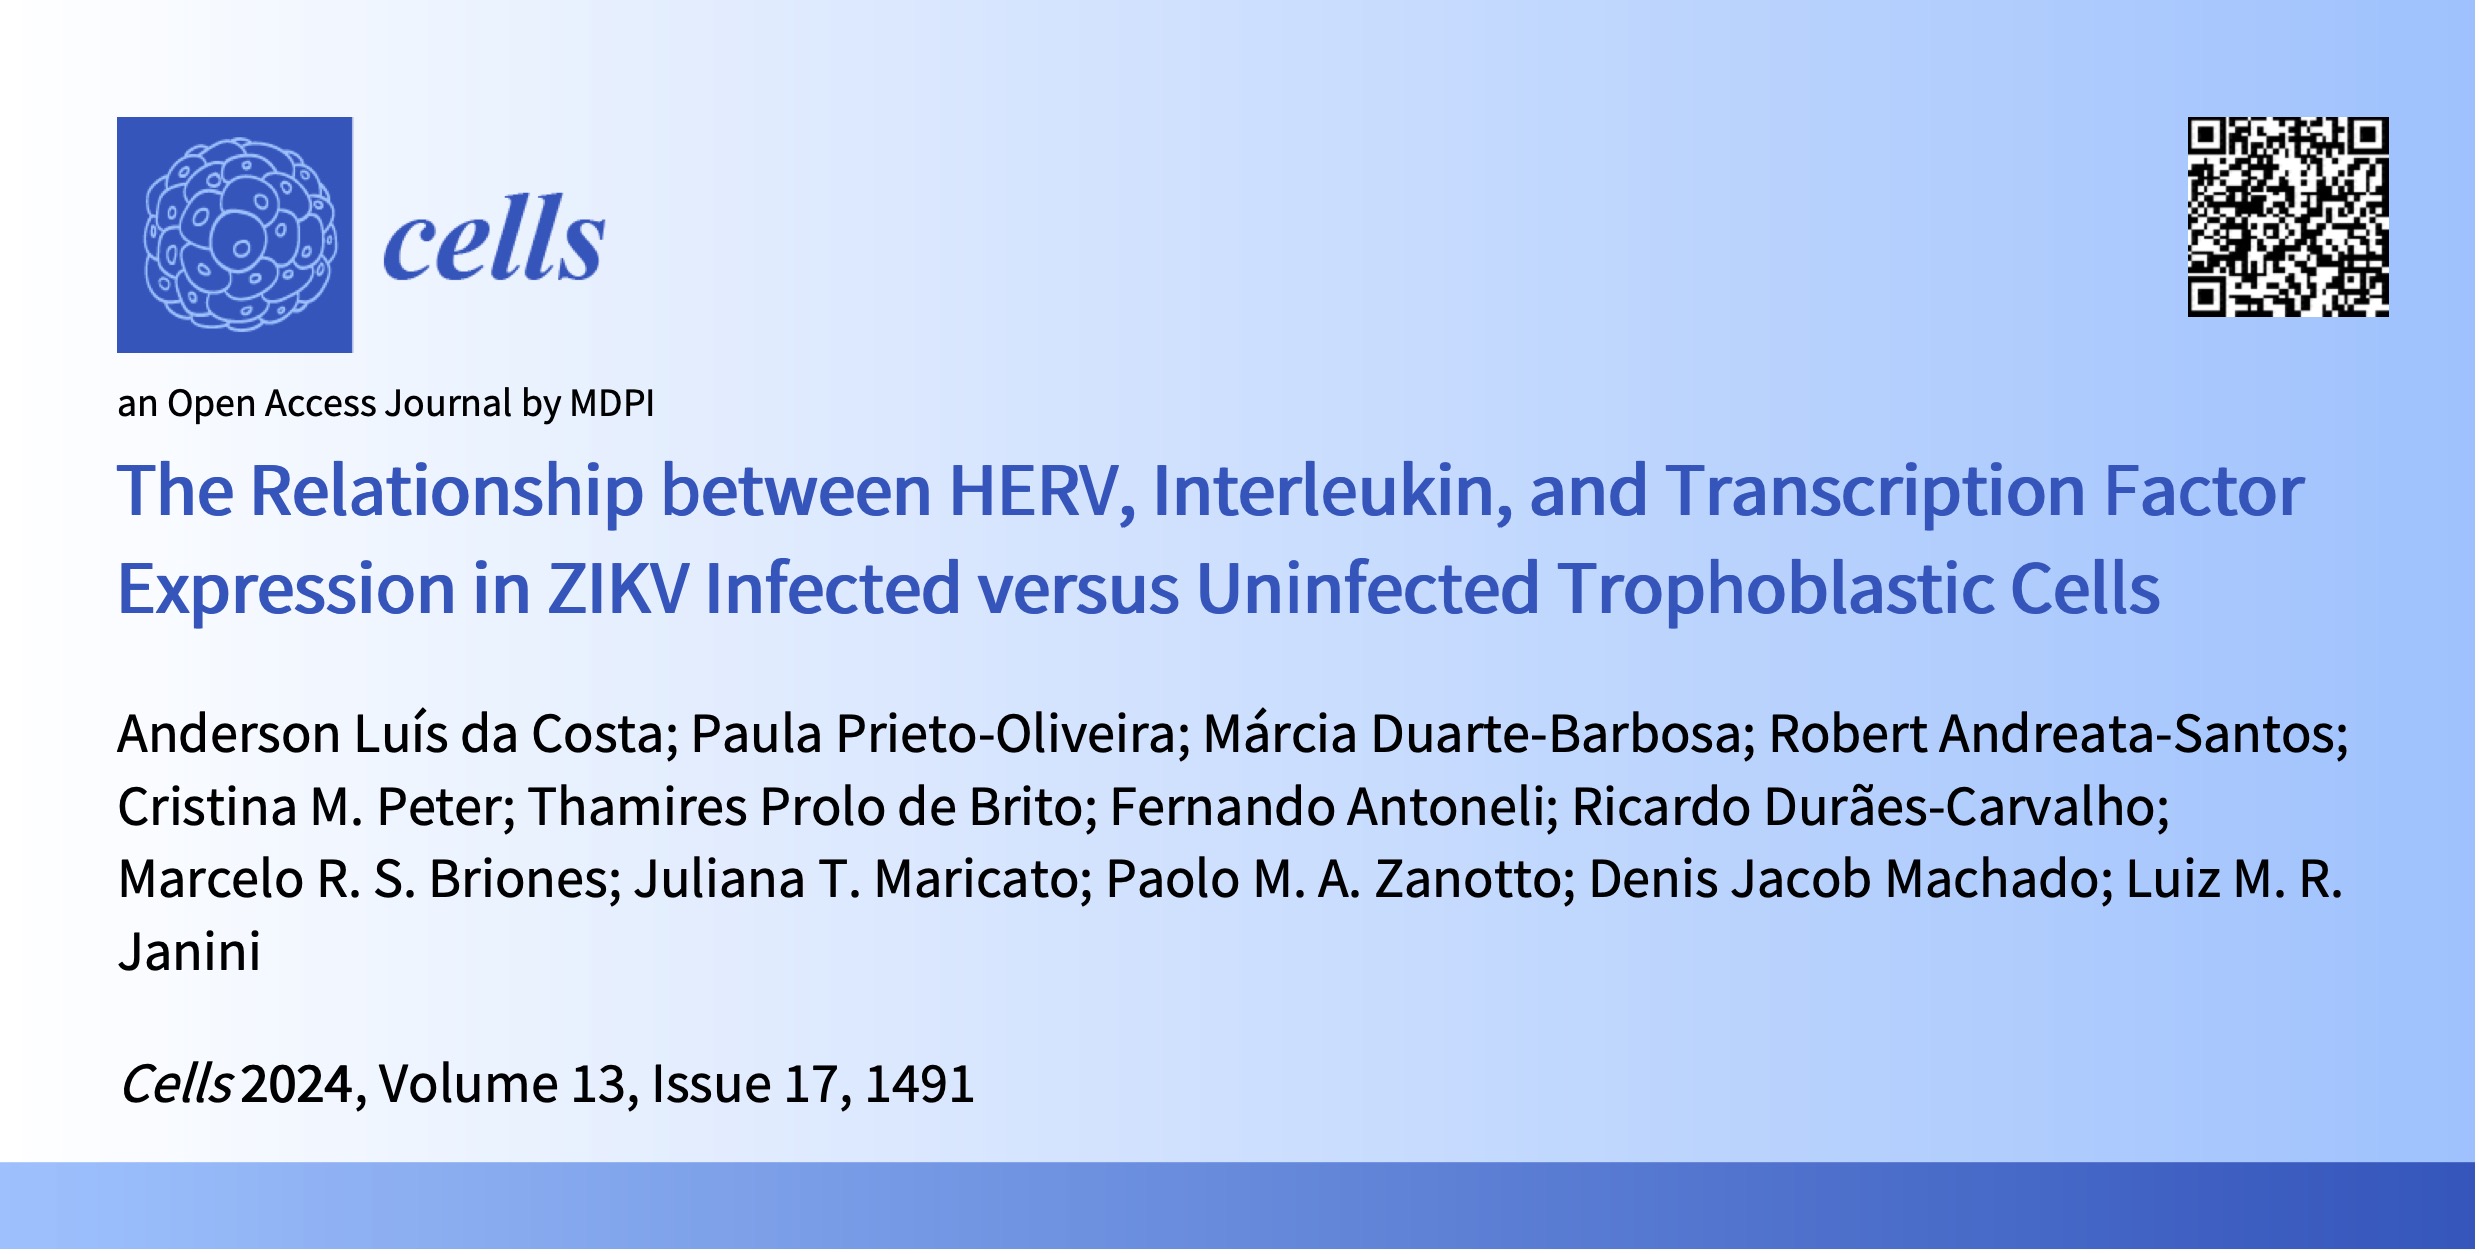 cells
an Open Access Journal by MDPI
The Relationship between HERV, Interleukin, and Transcription Factor
Expression in ZIKV Infected versus Uninfected Trophoblastic Cells
Anderson Luís da Costa; Paula Prieto-Oliveira; Márcia Duarte-Barbosa; Robert Andreata-Santos;
Cristina M. Peter; Thamires Prolo de Brito; Fernando Antoneli; Ricardo Durães-Carvalho;
Marcelo R. S. Briones; Juliana T. Maricato; Paolo M. A. Zanotto; Denis Jacob Machado; Luiz M. R.
Janini
Cells 2024, Volume 13, Issue 17, 1491